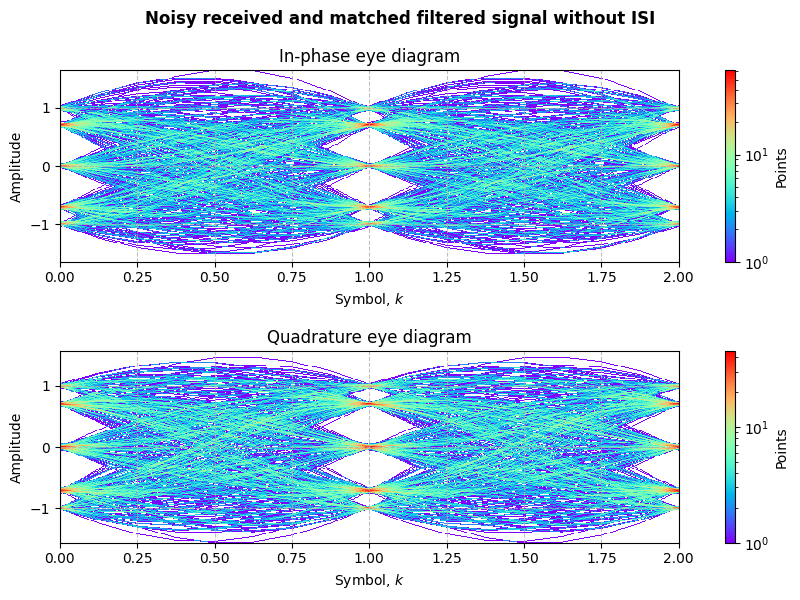 Noisy received and matched filtered signal without ISI
In-phase eye diagram
Amplitude
1
0
−1
0.00 0.25 0.50 0.75 1.00 1.25 1.50 1.75 2.00
Symbol, k
10¹
10⁰
Points
Quadrature eye diagram
Amplitude
1
0
−1
0.00 0.25 0.50 0.75 1.00 1.25 1.50 1.75 2.00
Symbol, k
10¹
10⁰
Points